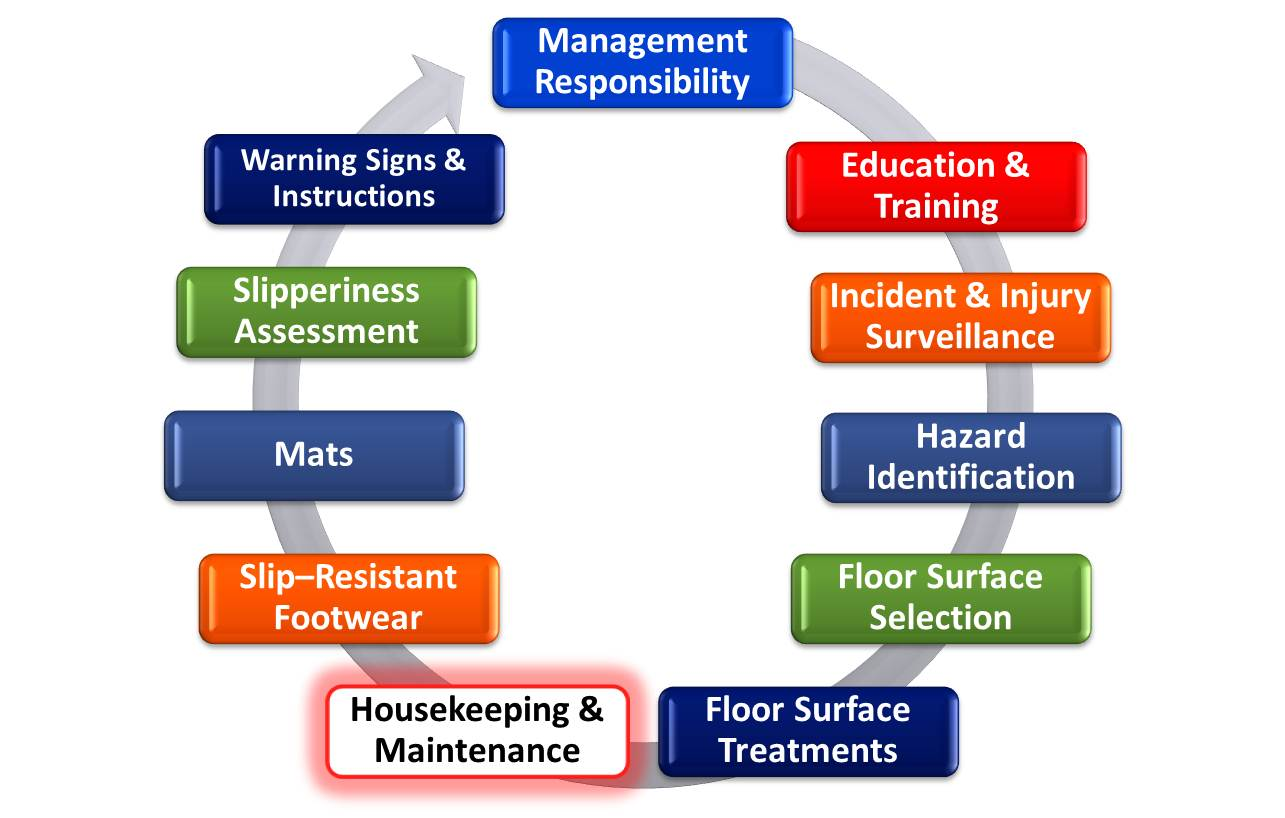 Management
Responsibility
Education &
Training
Incident & Injury
Surveillance
Hazard
Identification
Floor Surface
Selection
Floor Surface
Treatments
Housekeeping &
Maintenance
Slip–Resistant
Footwear
Mats
Slipperiness
Assessment
Warning Signs &
Instructions